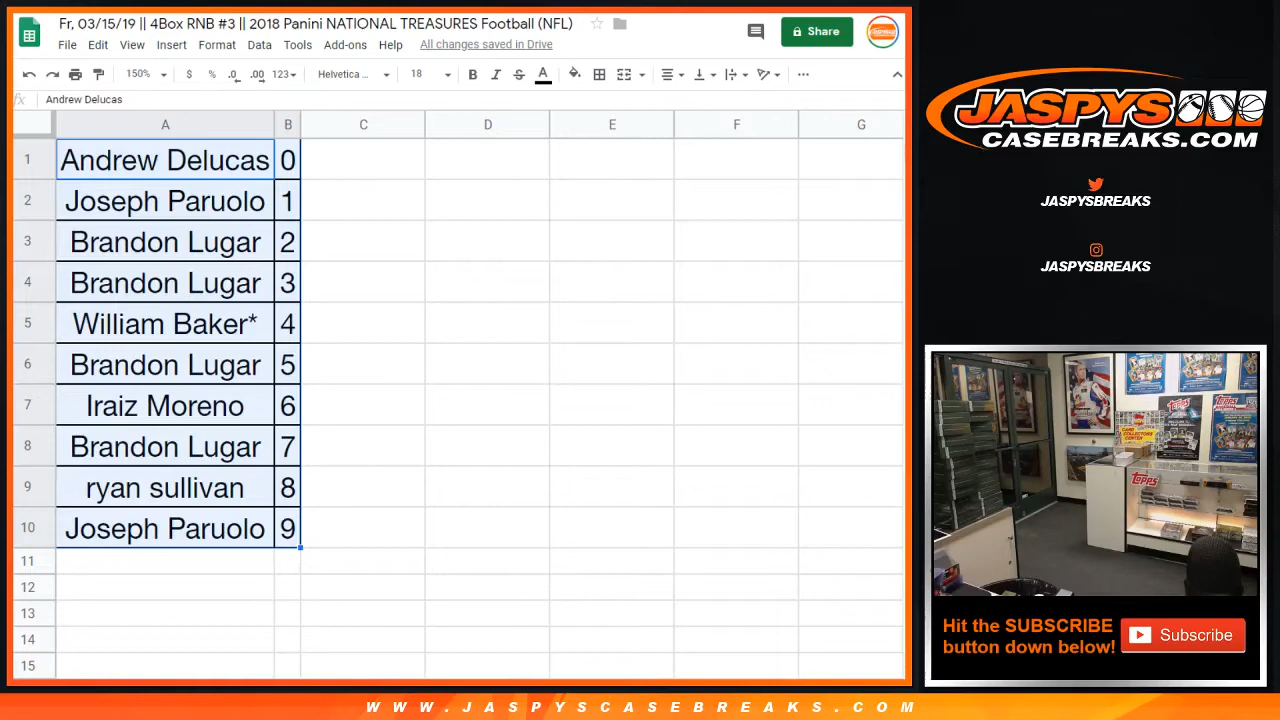 Fr, 03/15/19 || 4Box RNB #3 || 2018 Panini NATIONAL TREASURES Football (NFL)
File Edit View Insert Format Data Tools Add-ons Help All changes saved in Drive
Share
150% $ % .0 .00 123 Helvetica ... 18 B I S A
fx Andrew Delucas
A B C D E F G
1 Andrew Delucas 0
2 Joseph Paruolo 1
3 Brandon Lugar 2
4 Brandon Lugar 3
5 William Baker* 4
6 Brandon Lugar 5
7 Iraiz Moreno 6
8 Brandon Lugar 7
9 ryan sullivan 8
10 Joseph Paruolo 9
11
12
13
14
15
JASPYS
CASEBREAKS.COM
JASPYSBREAKS
JASPYSBREAKS
TOPPS
Hit the SUBSCRIBE
button down below!
Subscribe
WWW.JASPYSCASEBREAKS.COM